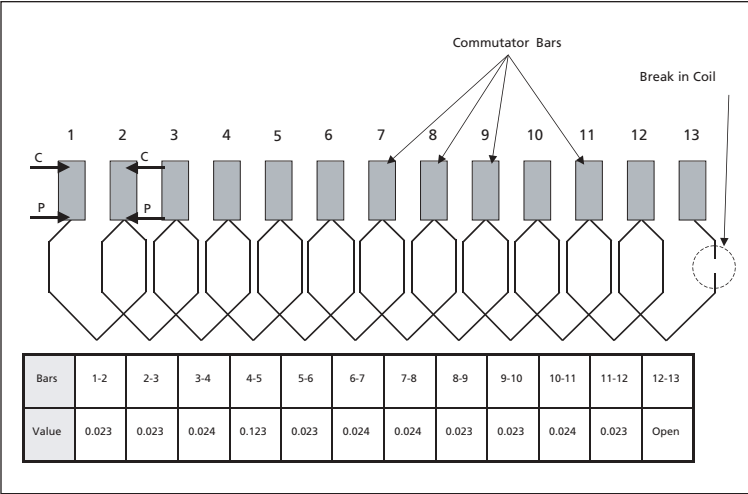 Commutator Bars
Break in Coil
1 2 3 4 5 6 7 8 9 10 11 12 13
C C
P P
Bars 1-2 2-3 3-4 4-5 5-6 6-7 7-8 8-9 9-10 10-11 11-12 12-13
Value 0.023 0.023 0.024 0.123 0.023 0.024 0.024 0.023 0.023 0.024 0.023 Open